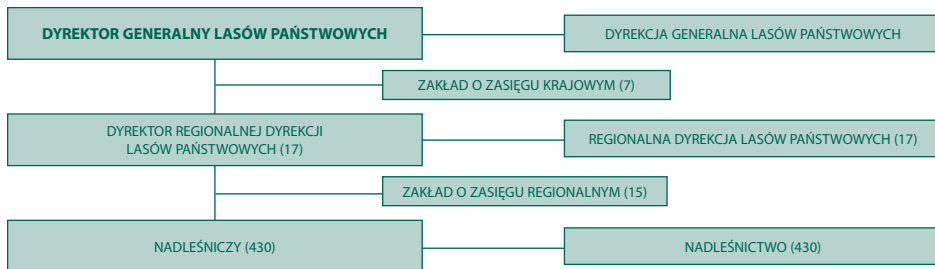 DYREKTOR GENERALNY LASÓW PAŃSTWOWYCH
DYREKCJA GENERALNA LASÓW PAŃSTWOWYCH
ZAKŁAD O ZASIĘGU KRAJOWYM (7)
DYREKTOR REGIONALNEJ DYREKCJI
LASÓW PAŃSTWOWYCH (17)
REGIONALNA DYREKCJA LASÓW PAŃSTWOWYCH (17)
ZAKŁAD O ZASIĘGU REGIONALNYM (15)
NADLEŚNICZY (430)
NADLEŚNICTWO (430)